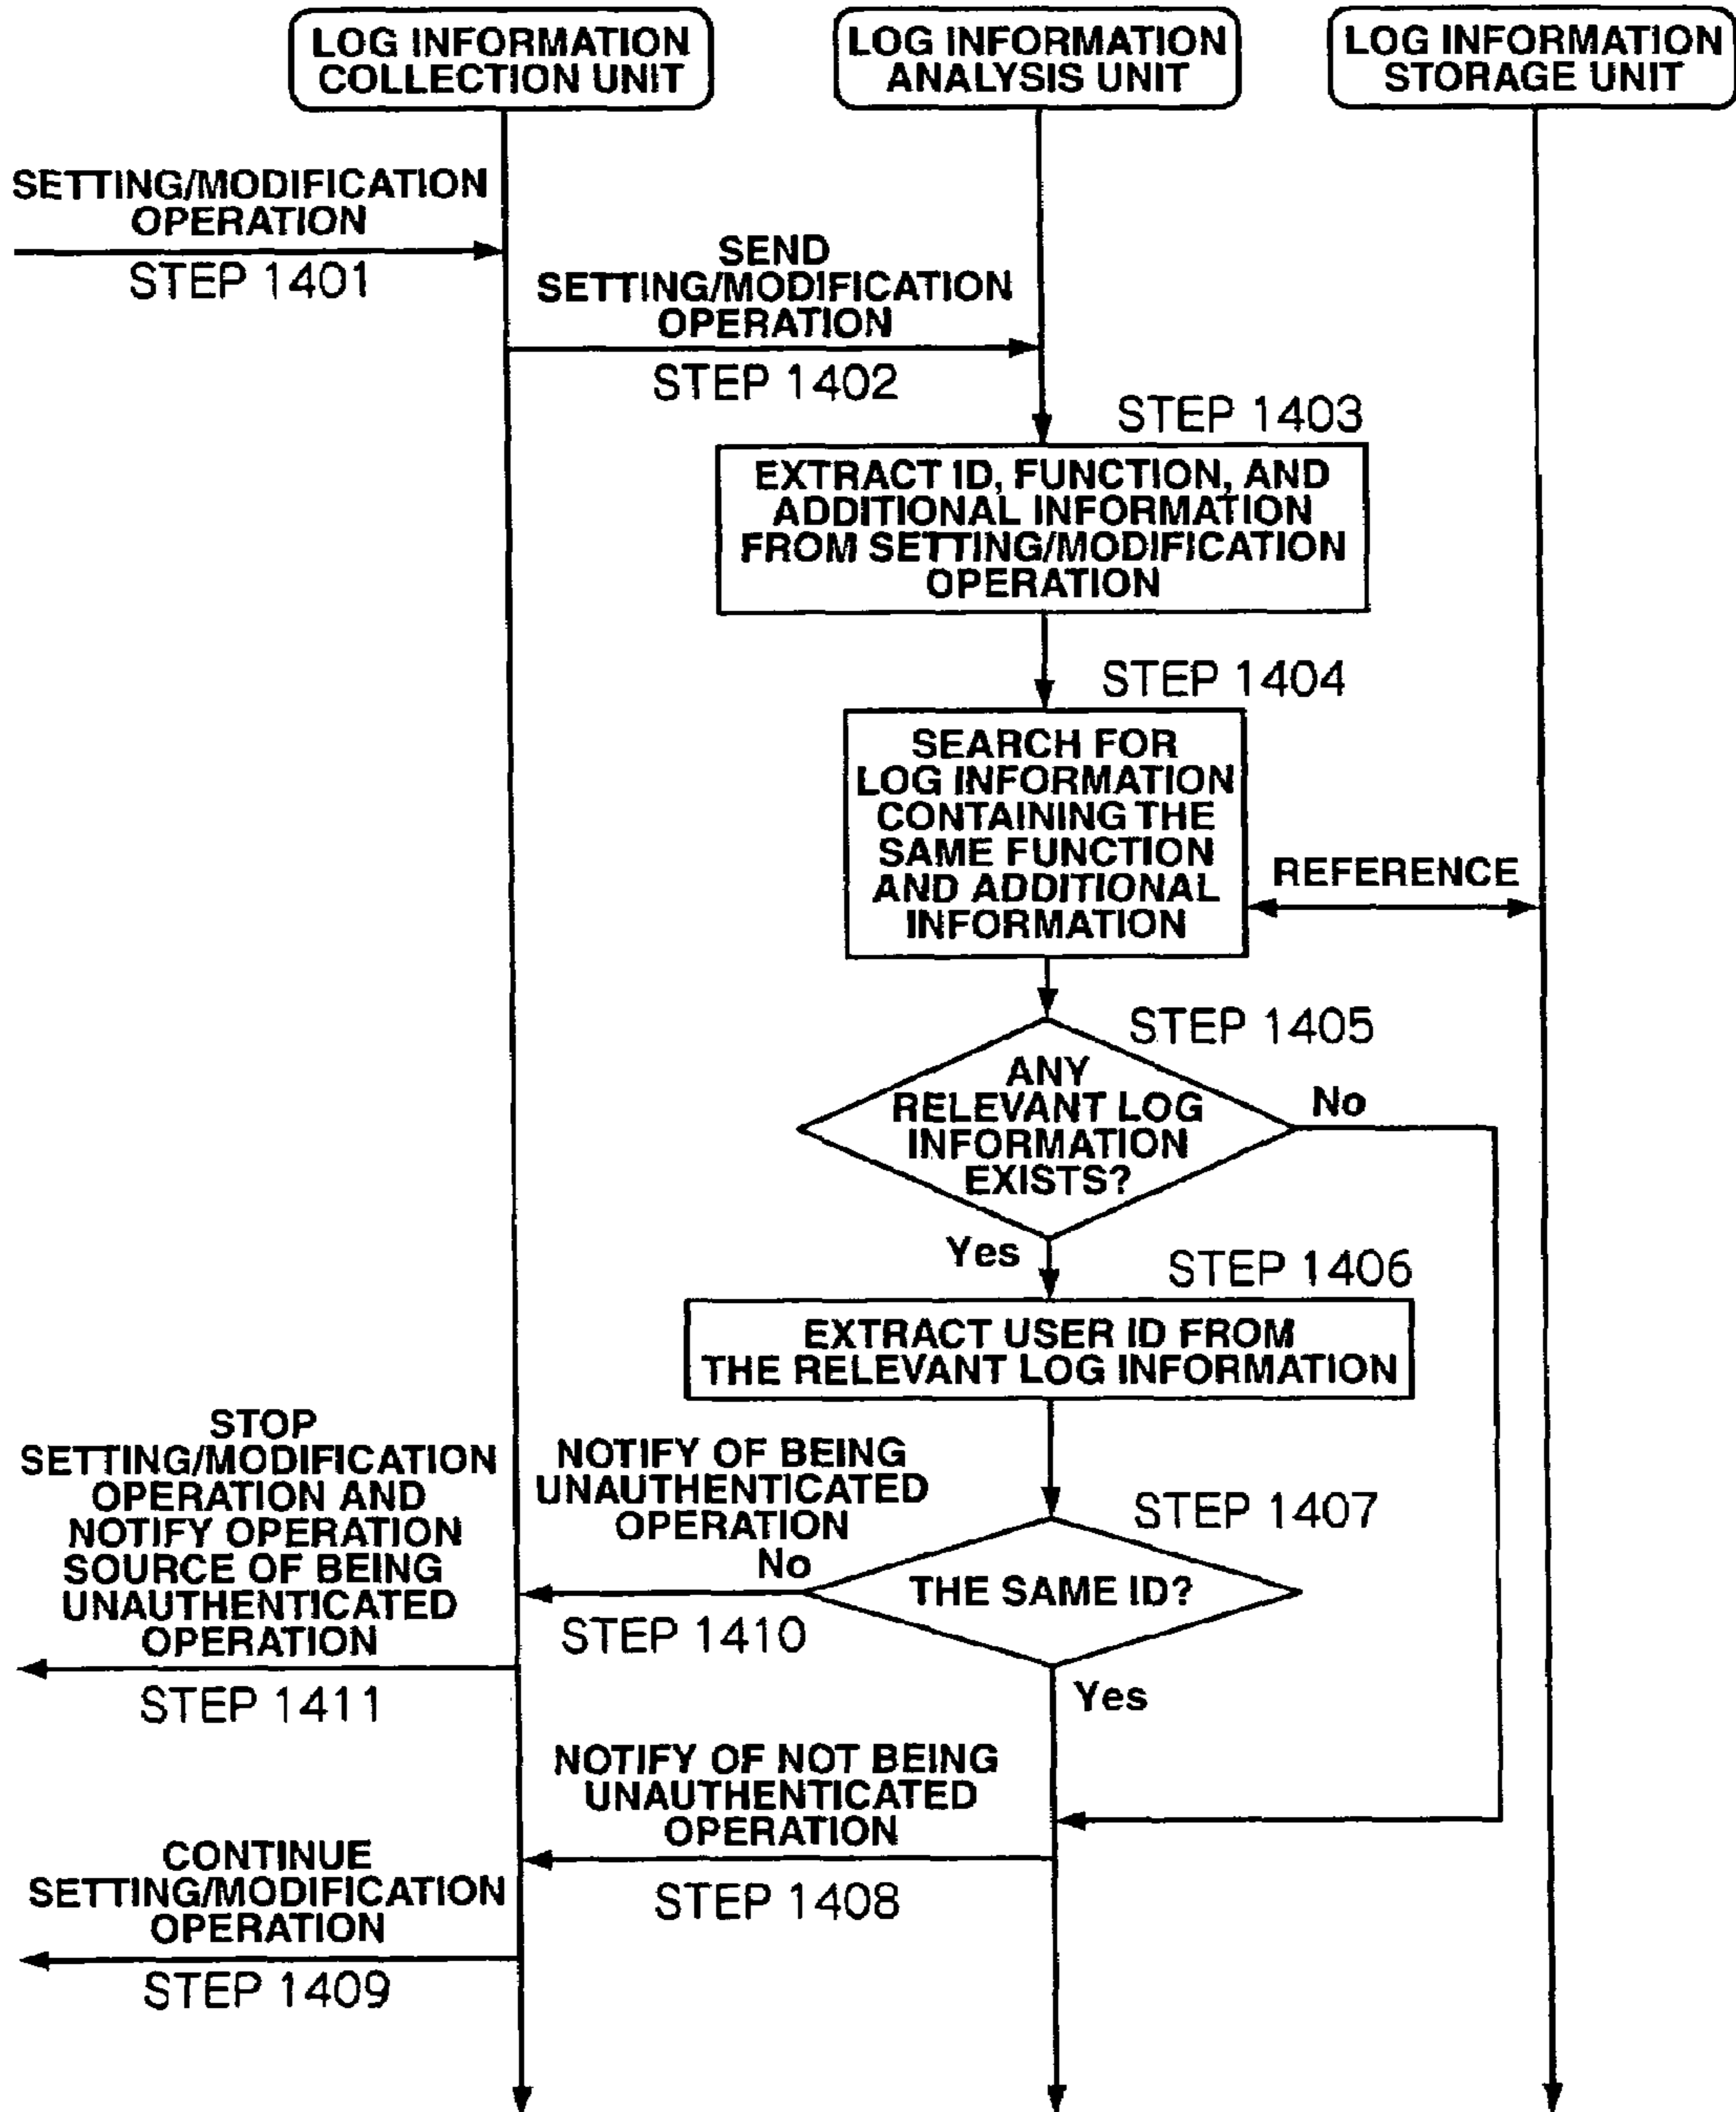 LOG INFORMATION
COLLECTION UNIT
LOG INFORMATION
ANALYSIS UNIT
LOG INFORMATION
STORAGE UNIT
SETTING/MODIFICATION
OPERATION
STEP 1401
SEND
SETTING/MODIFICATION
OPERATION
STEP 1402
STEP 1403
EXTRACT ID, FUNCTION, AND
ADDITIONAL INFORMATION
FROM SETTING/MODIFICATION
OPERATION
STEP 1404
SEARCH FOR
LOG INFORMATION
CONTAINING THE
SAME FUNCTION
AND ADDITIONAL
INFORMATION
REFERENCE
STEP 1405
ANY
RELEVANT LOG
INFORMATION
EXISTS?
No
Yes
STEP 1406
EXTRACT USER ID FROM
THE RELEVANT LOG INFORMATION
STEP 1407
THE SAME ID?
NOTIFY OF BEING
UNAUTHENTICATED
OPERATION
No
STEP 1410
STOP
SETTING/MODIFICATION
OPERATION AND
NOTIFY OPERATION
SOURCE OF BEING
UNAUTHENTICATED
OPERATION
STEP 1411
Yes
NOTIFY OF NOT BEING
UNAUTHENTICATED
OPERATION
STEP 1408
CONTINUE
SETTING/MODIFICATION
OPERATION
STEP 1409